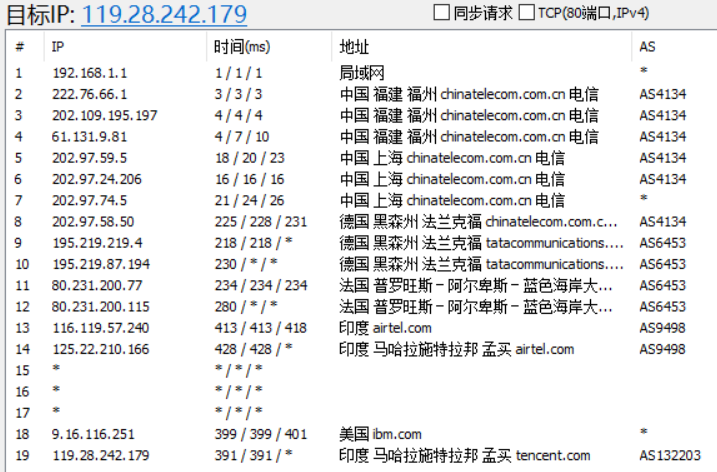 目标IP: 119.28.242.179 同步请求 TCP(80端口,IPv4)
# IP 时间(ms) 地址 AS
1 192.168.1.1 1 / 1 / 1 局域网 *
2 222.76.66.1 3 / 3 / 3 中国 福建 福州 chinatelecom.com.cn 电信 AS4134
3 202.109.195.197 4 / 4 / 4 中国 福建 福州 chinatelecom.com.cn 电信 AS4134
4 61.131.9.81 4 / 7 / 10 中国 福建 福州 chinatelecom.com.cn 电信 AS4134
5 202.97.59.5 18 / 20 / 23 中国 上海 chinatelecom.com.cn 电信 AS4134
6 202.97.24.206 16 / 16 / 16 中国 上海 chinatelecom.com.cn 电信 AS4134
7 202.97.74.5 21 / 24 / 26 中国 上海 chinatelecom.com.cn 电信 *
8 202.97.58.50 225 / 228 / 231 德国 黑森州 法兰克福 chinatelecom.com.c... AS4134
9 195.219.219.4 218 / 218 / * 德国 黑森州 法兰克福 tatacommunications.... AS6453
10 195.219.87.194 230 / * / * 德国 黑森州 法兰克福 tatacommunications.... AS6453
11 80.231.200.77 234 / 234 / 234 法国 普罗旺斯－阿尔卑斯－蓝色海岸大... AS6453
12 80.231.200.115 280 / * / * 法国 普罗旺斯－阿尔卑斯－蓝色海岸大... AS6453
13 116.119.57.240 413 / 413 / 418 印度 airtel.com AS9498
14 125.22.210.166 428 / 428 / * 印度 马哈拉施特拉邦 孟买 airtel.com AS9498
15 * * / * / *
16 * * / * / *
17 * * / * / *
18 9.16.116.251 399 / 399 / 401 美国 ibm.com *
19 119.28.242.179 391 / 391 / * 印度 马哈拉施特拉邦 孟买 tencent.com AS132203